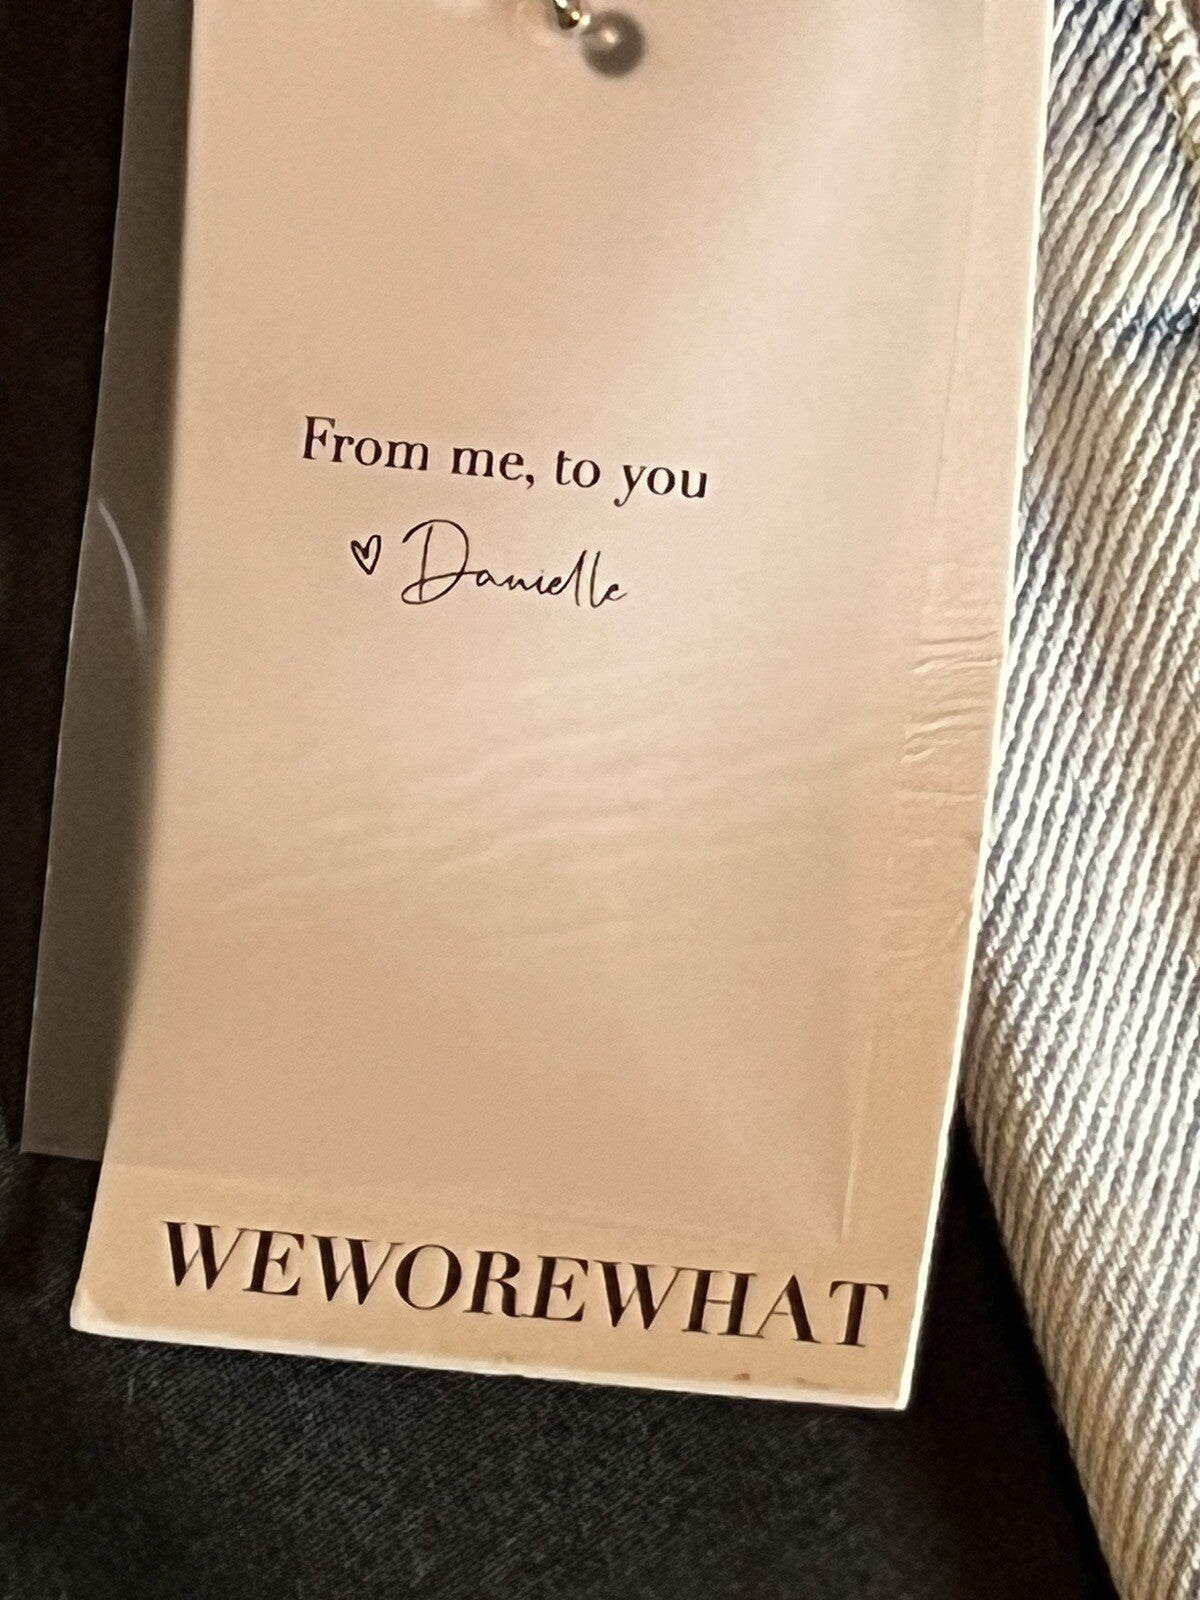 From me, to you
♡ Danielle
WEWOREWHAT